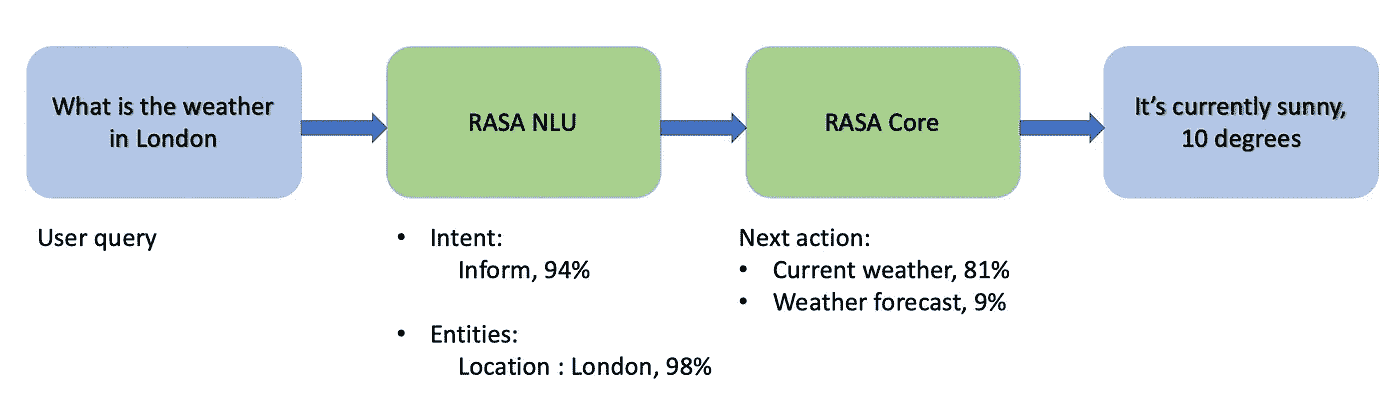 What is the weather
in London
RASA NLU
RASA Core
It’s currently sunny,
10 degrees
User query
• Intent:
Inform, 94%
• Entities:
Location : London, 98%
Next action:
• Current weather, 81%
• Weather forecast, 9%